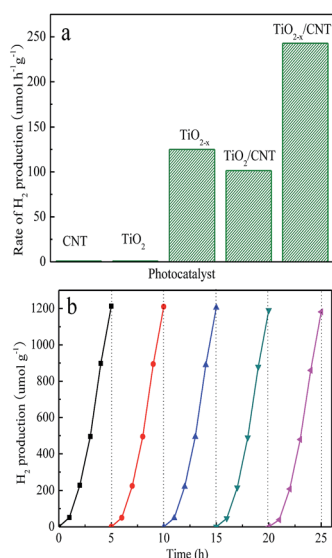 a
Rate of H2 production (umol h-1g-1)
250
200
150
100
50
0
CNT
TiO2
TiO2-x
TiO2/CNT
TiO2-x/CNT
Photocatalyst
b
H2 production (umol g-1)
1200
1000
800
600
400
200
0
0 5 10 15 20 25
Time (h)